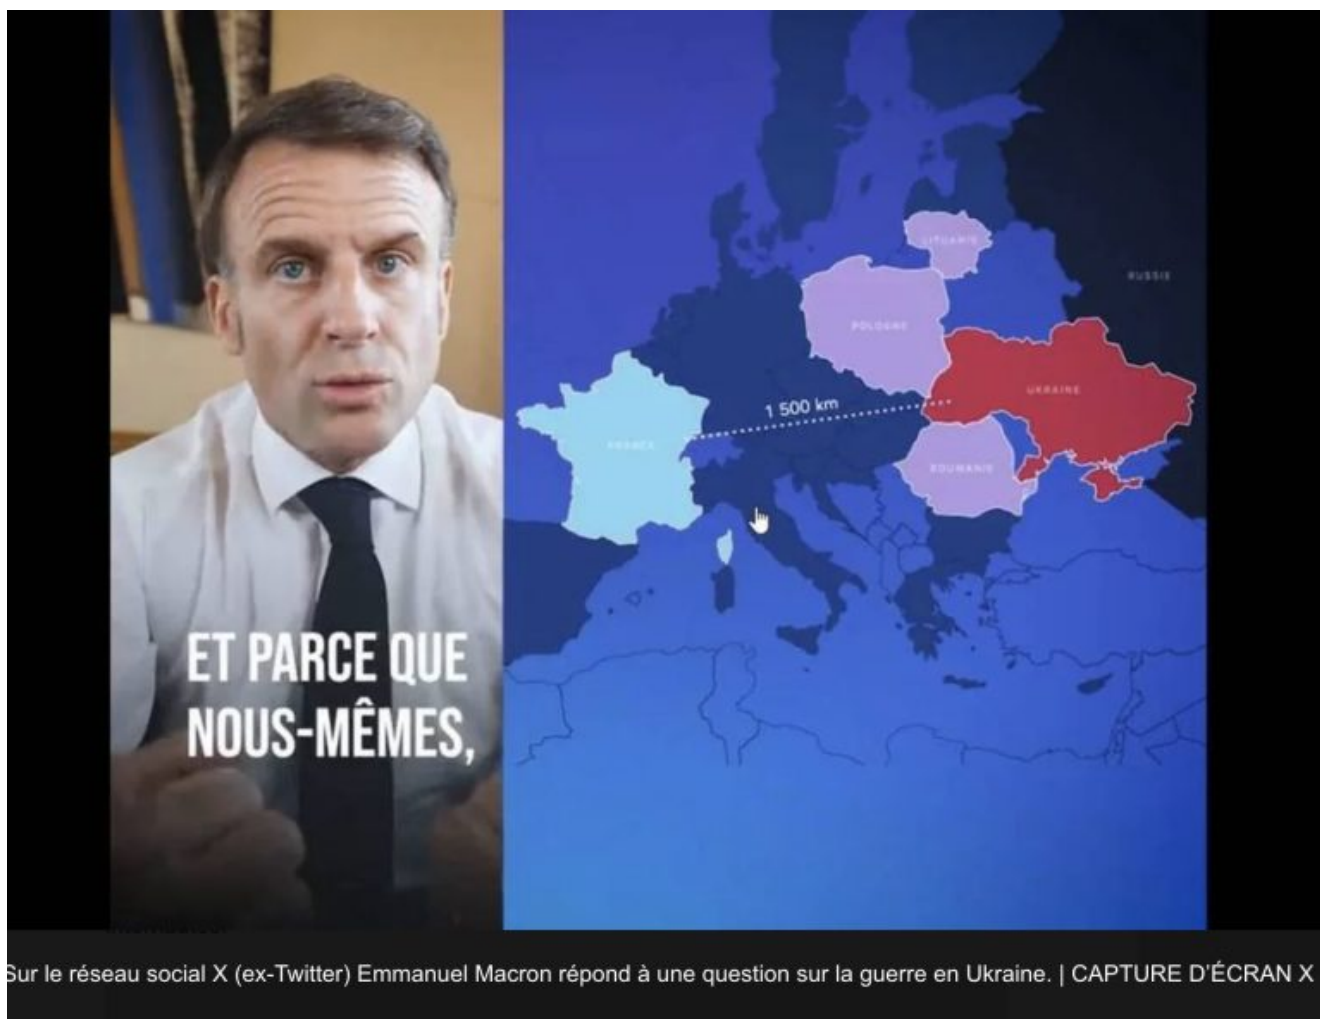 ET PARCE QUE
NOUS-MÊMES,
LITUANIE
RUSSIE
POLOGNE
UKRAINE
1 500 km
FRANCE
ROUMANIE
Sur le réseau social X (ex-Twitter) Emmanuel Macron répond à une question sur la guerre en Ukraine. | CAPTURE D'ÉCRAN X